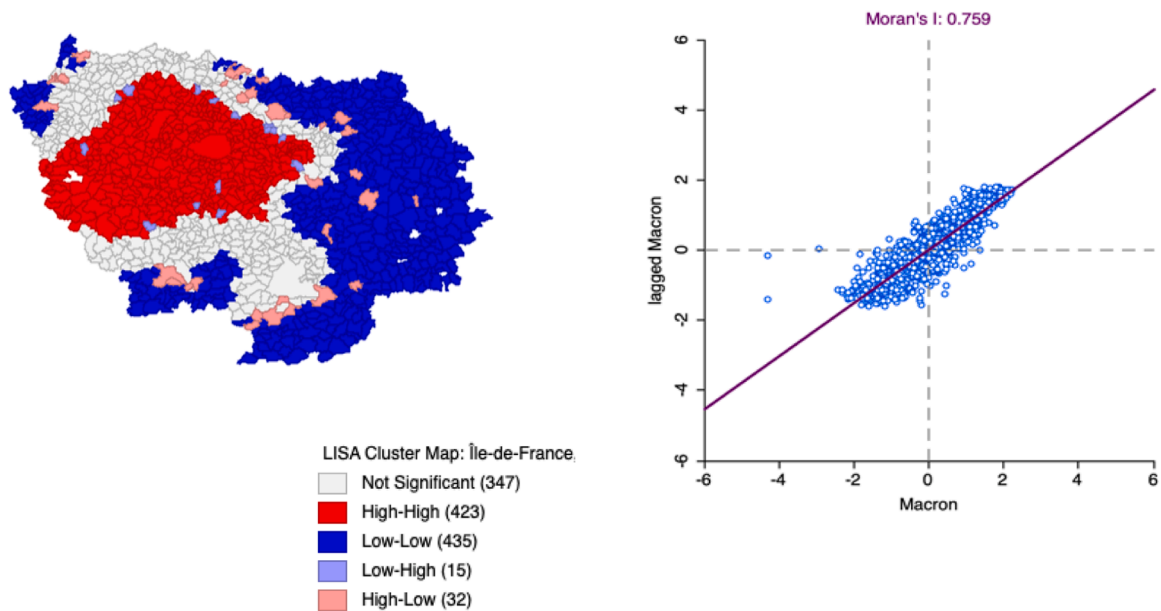 LISA Cluster Map: Île-de-France,
Not Significant (347)
High-High (423)
Low-Low (435)
Low-High (15)
High-Low (32)
Moran's I: 0.759
6
4
2
0
-2
-4
-6
lagged Macron
-6 -4 -2 0 2 4 6
Macron